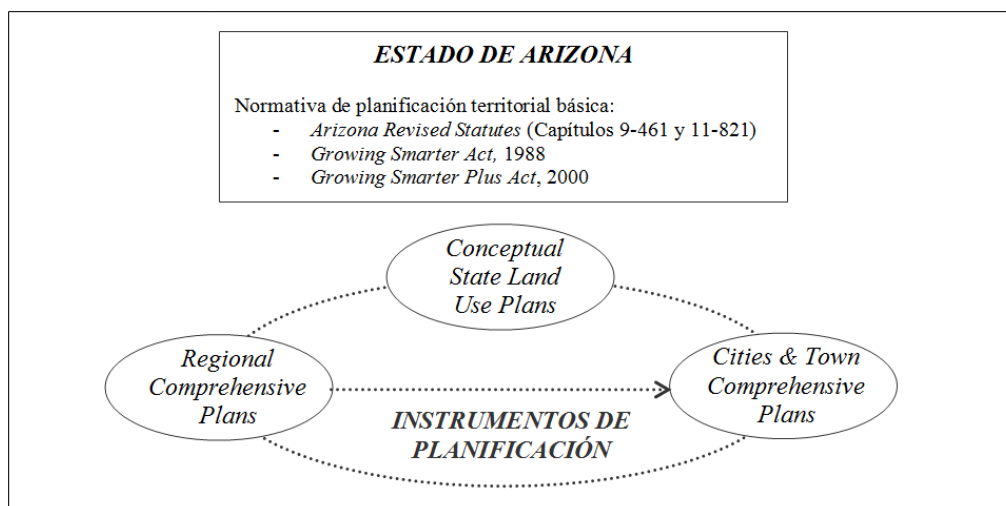 ESTADO DE ARIZONA
Normativa de planificación territorial básica:
- Arizona Revised Statutes (Capítulos 9-461 y 11-821)
- Growing Smarter Act, 1988
- Growing Smarter Plus Act, 2000
Conceptual
State Land
Use Plans
Regional
Comprehensive
Plans
Cities & Town
Comprehensive
Plans
INSTRUMENTOS DE
PLANIFICACIÓN